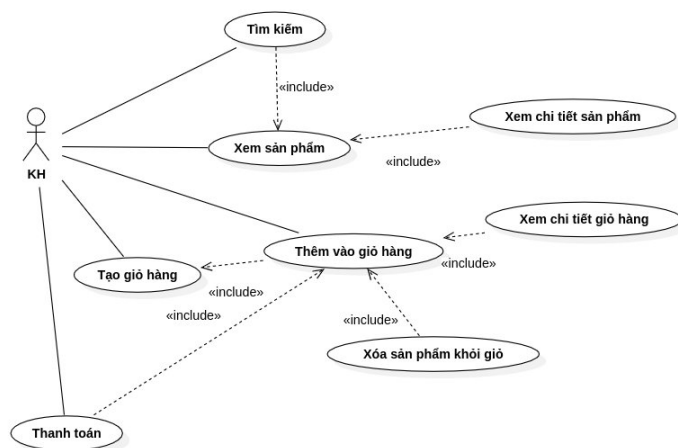 Tìm kiếm
«include»
Xem chi tiết sản phẩm
Xem sản phẩm
«include»
KH
Xem chi tiết giỏ hàng
Thêm vào giỏ hàng
«include»
Tạo giỏ hàng
«include»
«include»
«include»
Xóa sản phẩm khỏi giỏ
Thanh toán